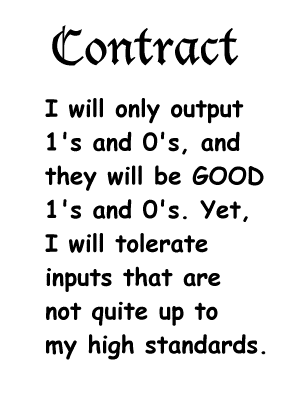 Contract
I will only output
1's and 0's, and
they will be GOOD
1's and 0's. Yet,
I will tolerate
inputs that are
not quite up to
my high standards.